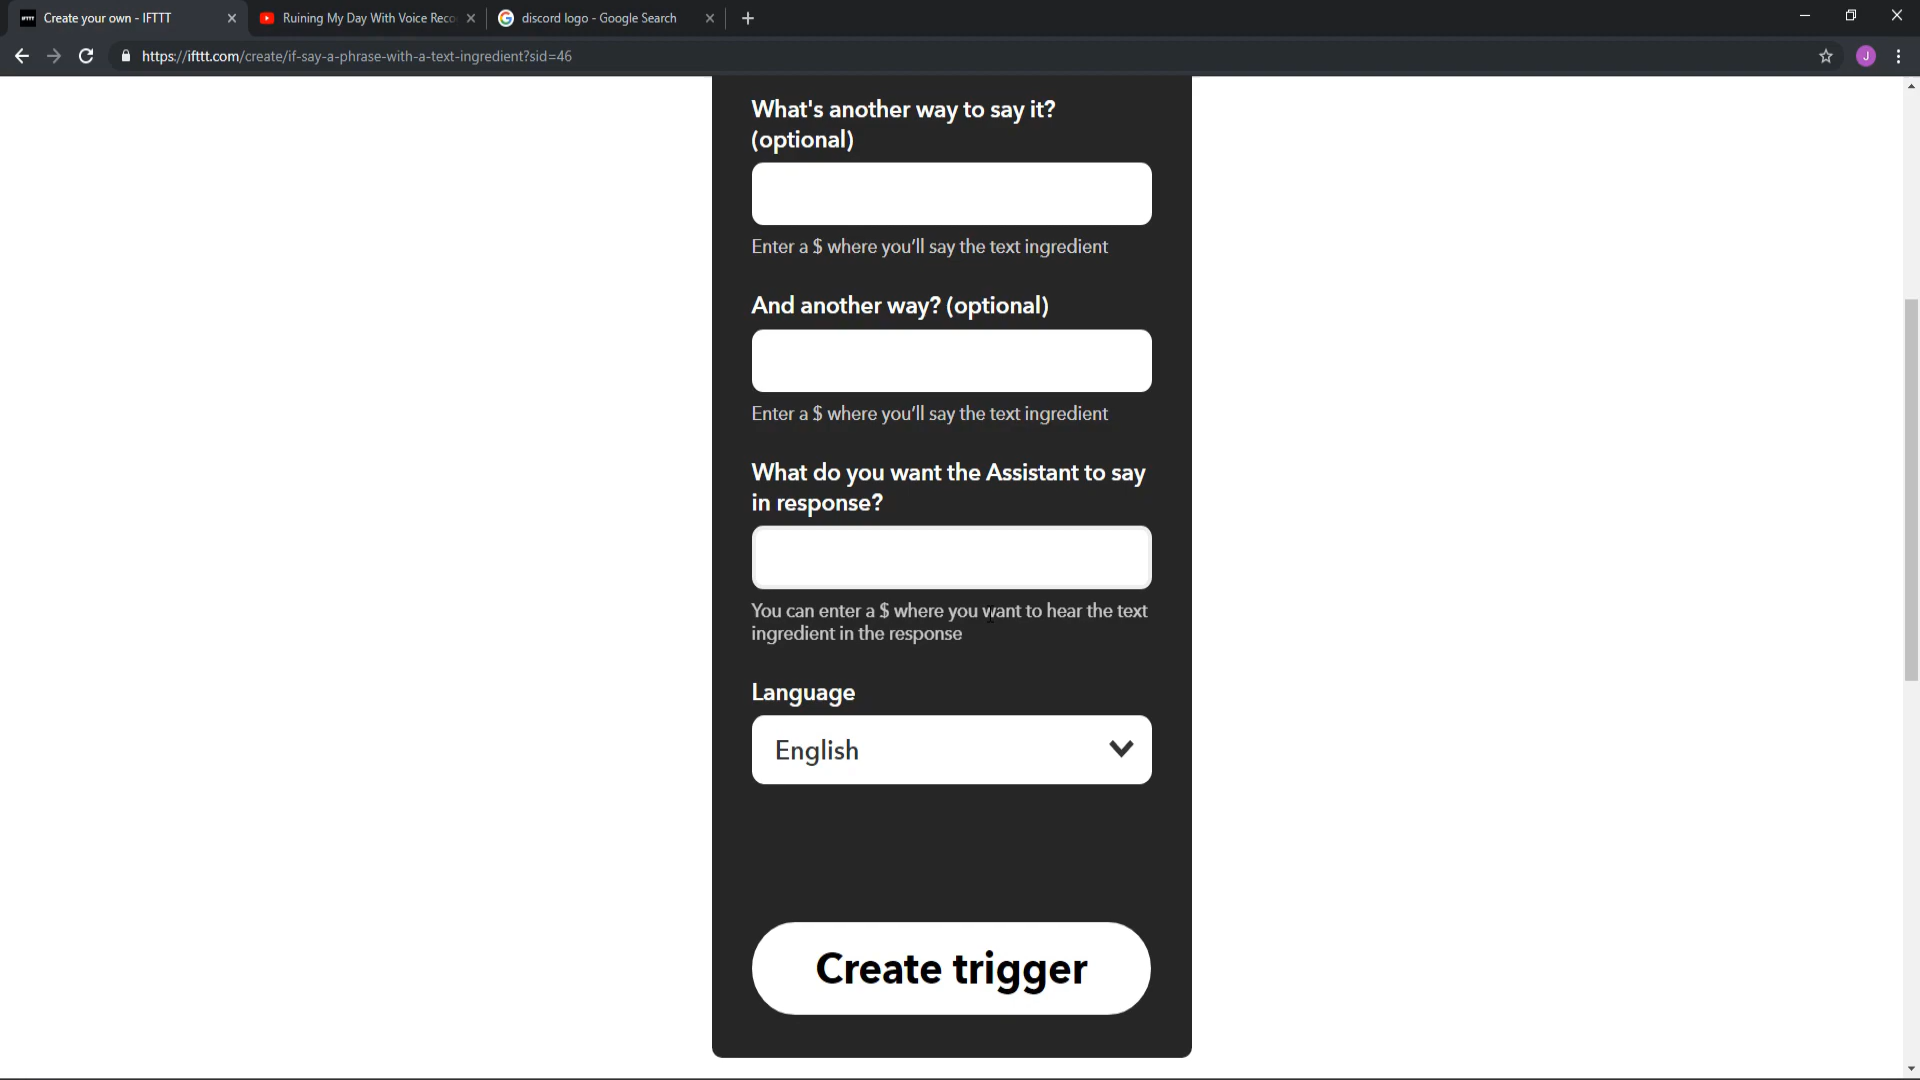 IFTTT Create your own - IFTTT
Ruining My Day With Voice Reco
discord logo - Google Search
https://ifttt.com/create/if-say-a-phrase-with-a-text-ingredient?sid=46
J
What's another way to say it?
(optional)
Enter a $ where you'll say the text ingredient
And another way? (optional)
Enter a $ where you'll say the text ingredient
What do you want the Assistant to say
in response?
You can enter a $ where you want to hear the text
ingredient in the response
Language
English
Create trigger